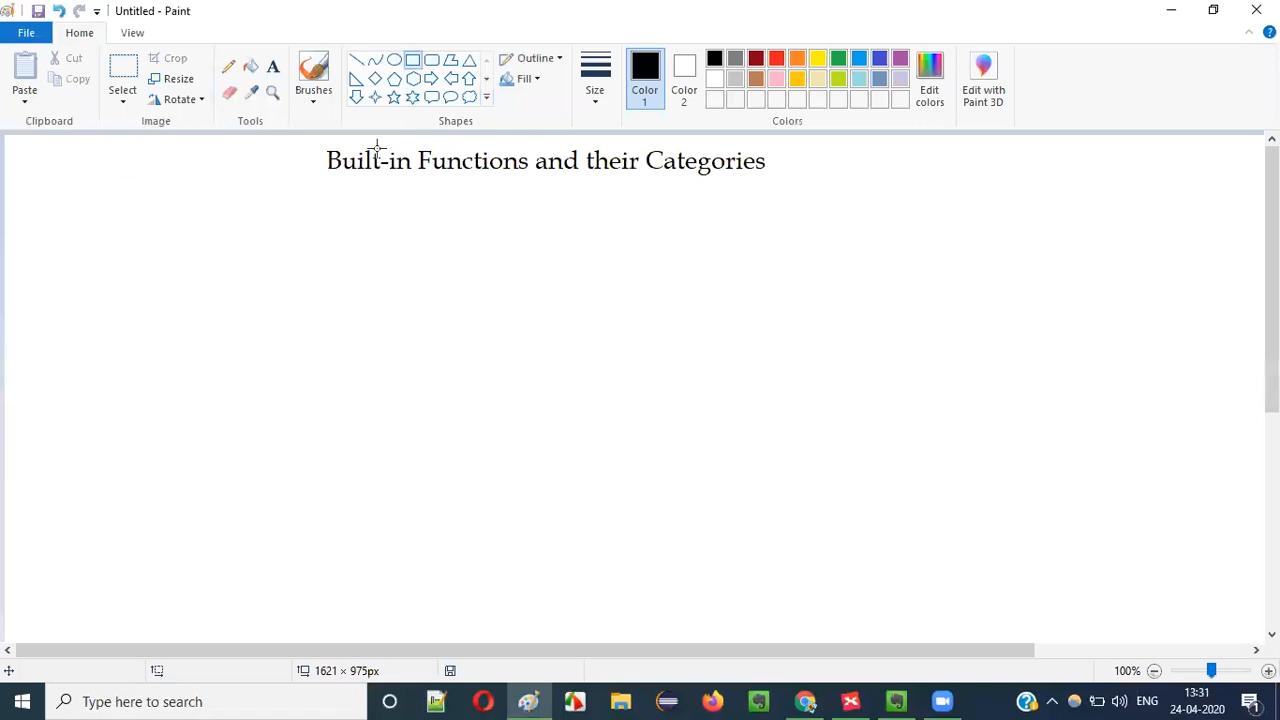 Untitled - Paint
File
Home
View
Paste
Cut
Copy
Clipboard
Select
Crop
Resize
Rotate
Image
A
Tools
Brushes
Shapes
Outline
Fill
Size
Color 1
Color 2
Edit colors
Colors
Edit with Paint 3D
Built-in Functions and their Categories
1621 × 975px
100%
Type here to search
ENG
13:31
24-04-2020